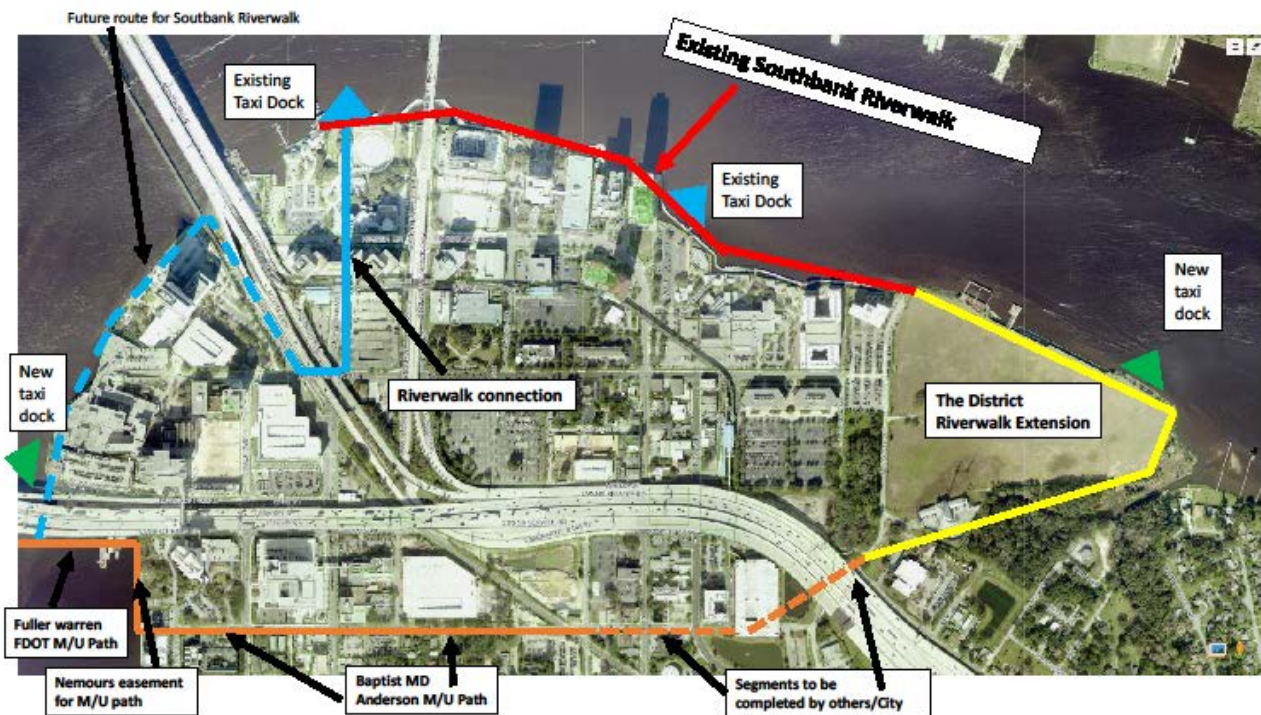 Future route for Soutbank Riverwalk
Existing
Taxi Dock
Existing Southbank Riverwalk
Existing
Taxi Dock
New
taxi
dock
New
taxi
dock
Riverwalk connection
The District
Riverwalk Extension
Fuller warren
FDOT M/U Path
Nemours easement
for M/U path
Baptist MD
Anderson M/U Path
Segments to be
completed by others/City